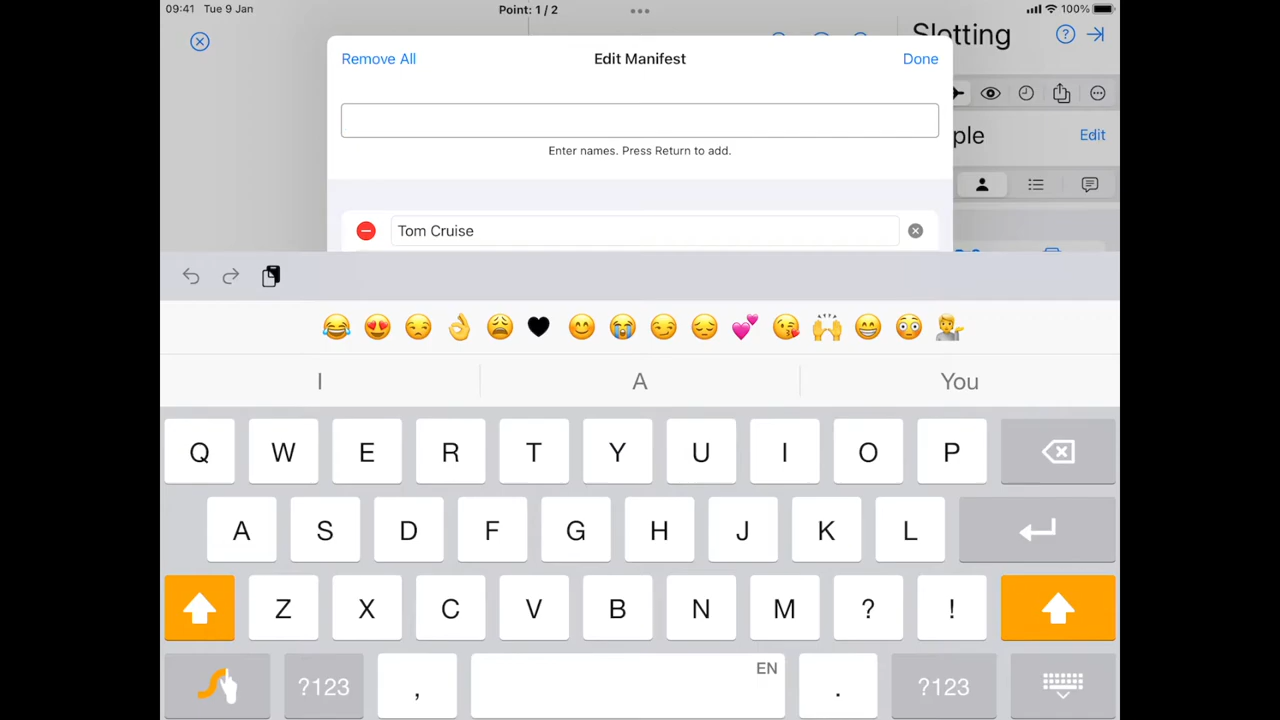 09:41 Tue 9 Jan Point: 1 / 2 100%
Slotting
Remove All Edit Manifest Done
ple Edit
Enter names. Press Return to add.
Tom Cruise
I A You
Q W E R T Y U I O P
A S D F G H J K L
Z X C V B N M ? !
?123 , EN . ?123